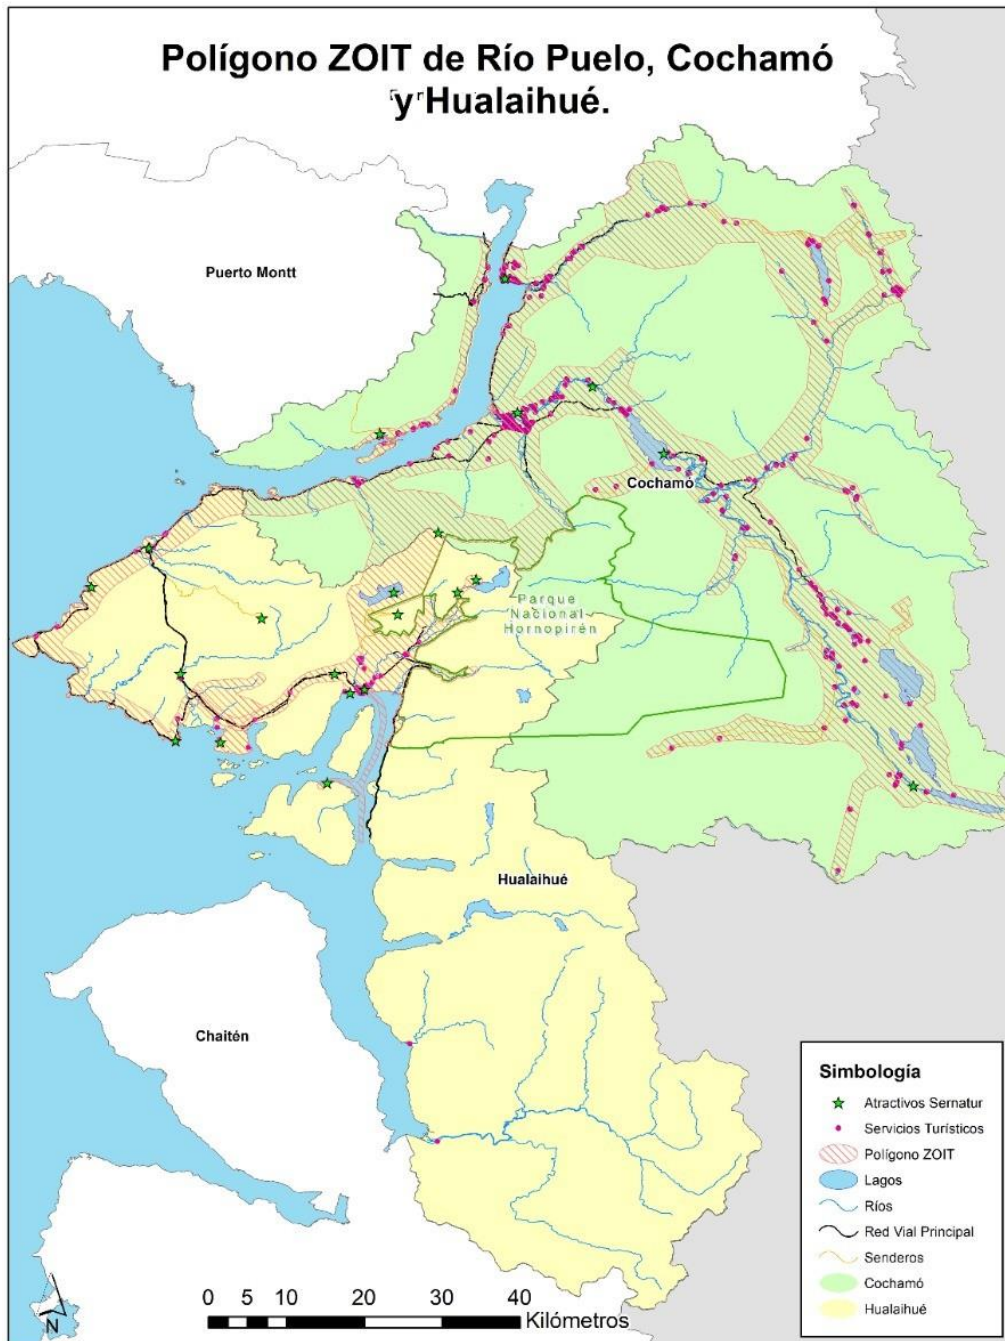 Polígono ZOIT de Río Puelo, Cochamó
y Hualaihué.
Puerto Montt
Cochamó
Parque
Nacional
Hornopirén
Hualaihué
Chaitén
Simbología
Atractivos Sernatur
Servicios Turísticos
Polígono ZOIT
Lagos
Ríos
Red Vial Principal
Senderos
Cochamó
Hualaihué
N
0 5 10 20 30 40
Kilómetros